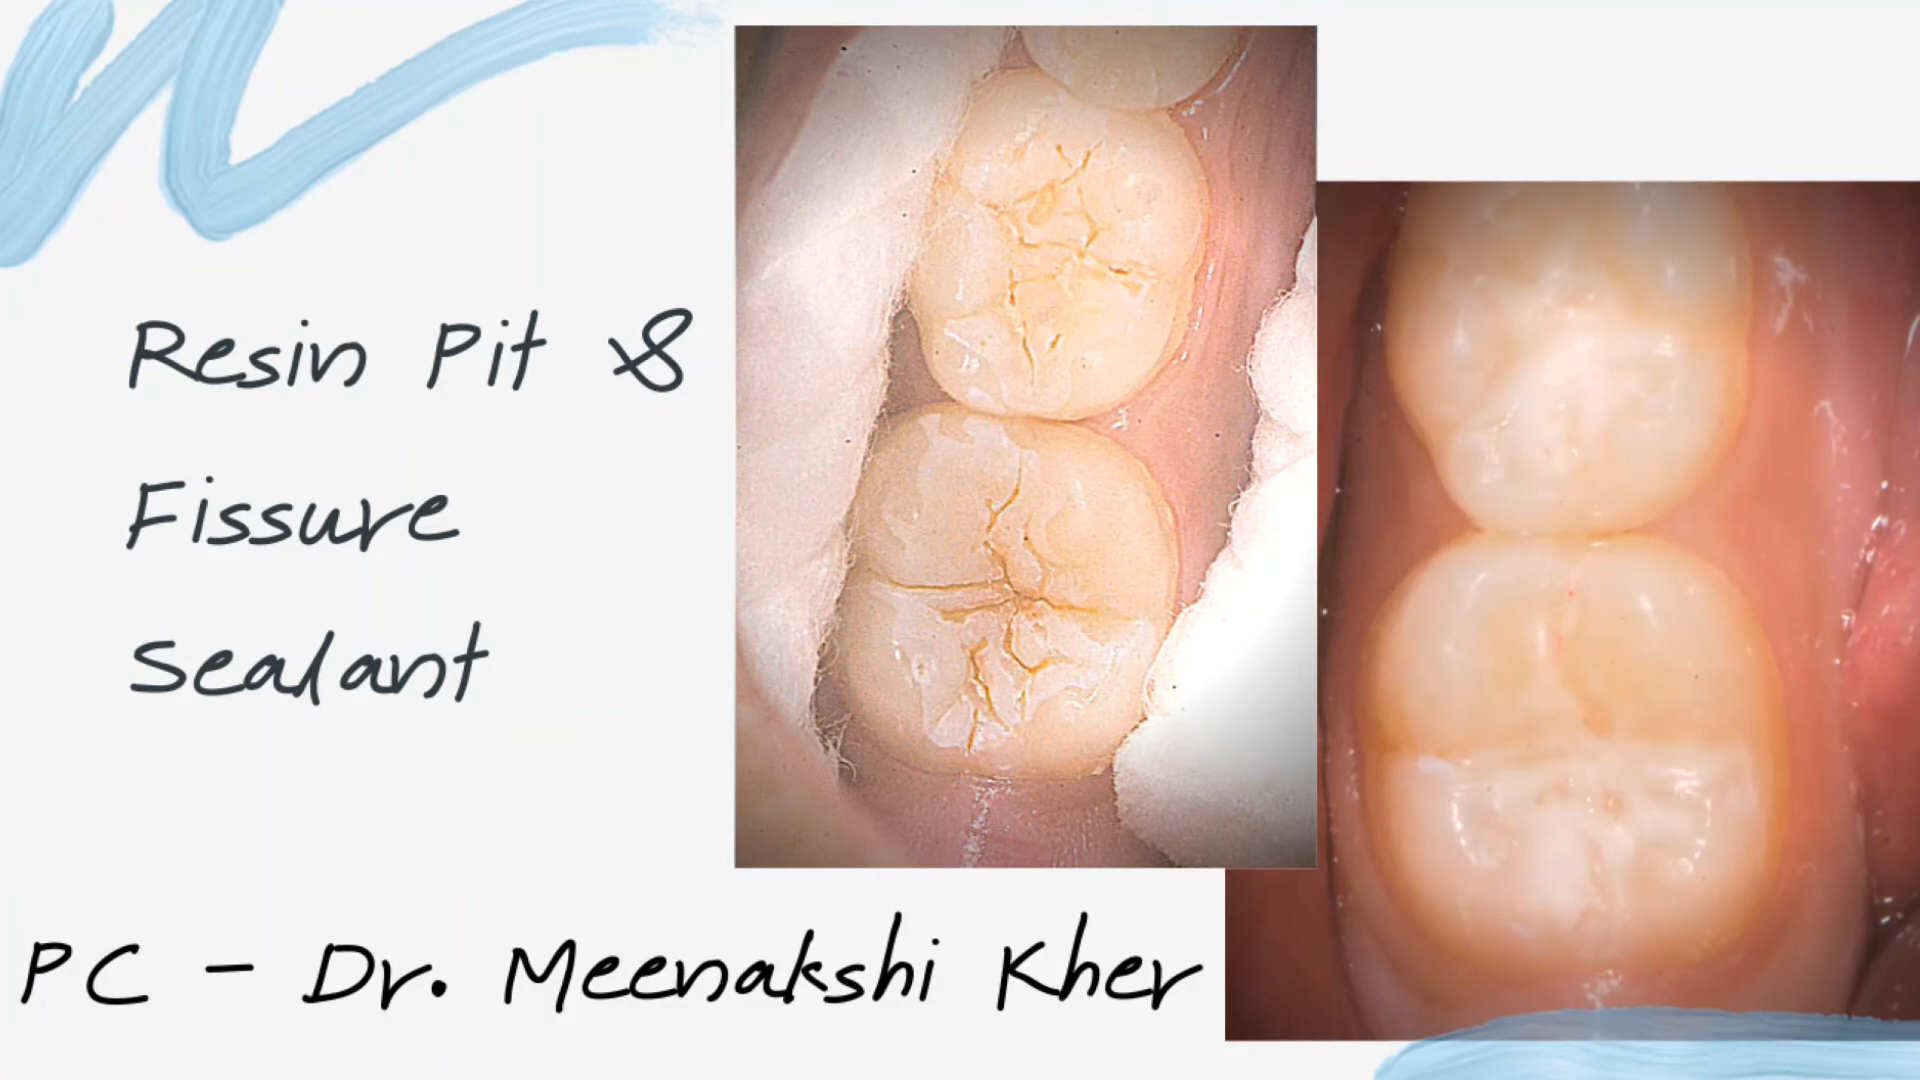 Resin Pit &
Fissure
Sealant
PC - Dr. Meenakshi Kher